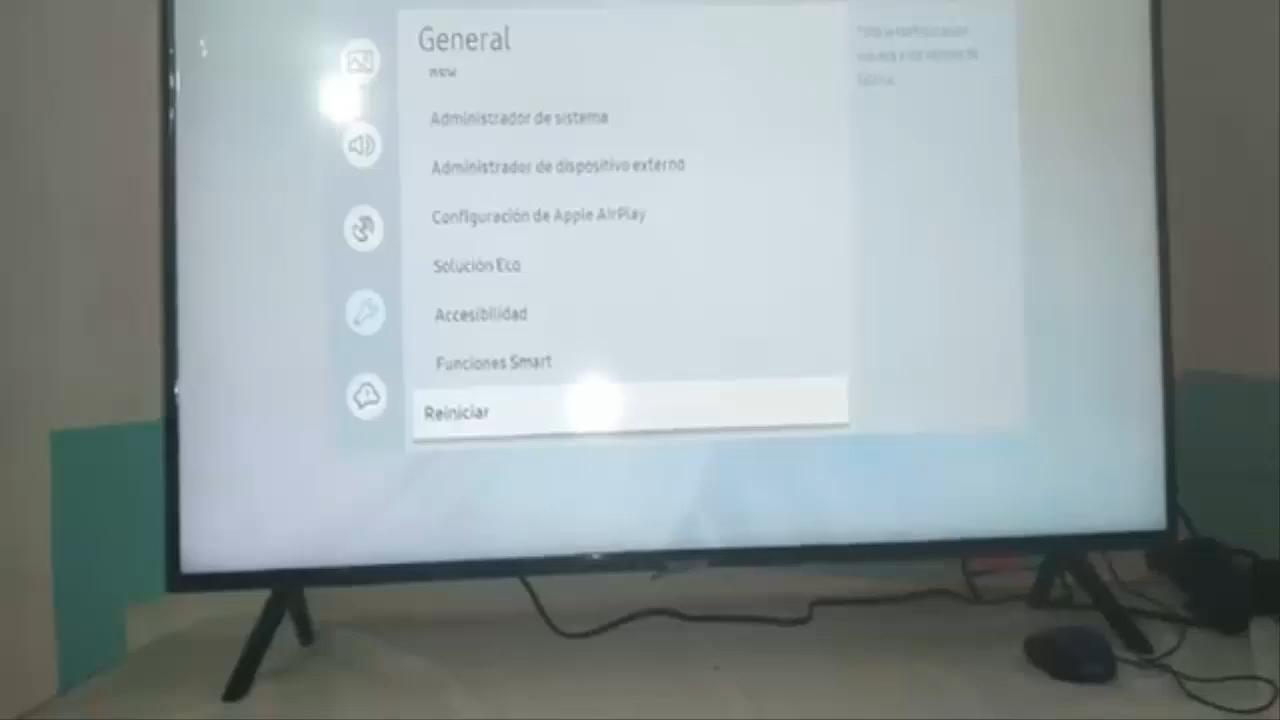 General
Administrador de sistema
Administrador de dispositivo externo
Configuración de Apple AirPlay
Solución Eco
Accesibilidad
Funciones Smart
Reiniciar